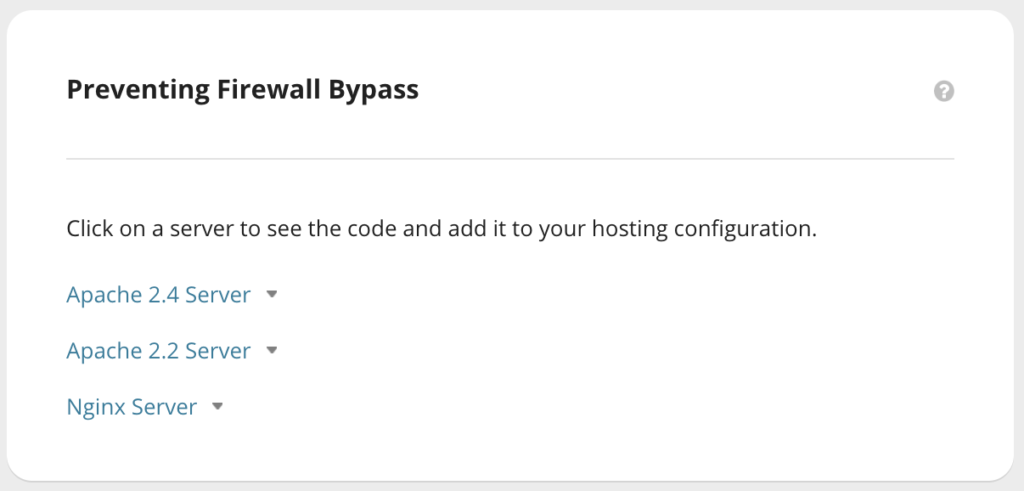 Preventing Firewall Bypass
?
Click on a server to see the code and add it to your hosting configuration.
Apache 2.4 Server
Apache 2.2 Server
Nginx Server